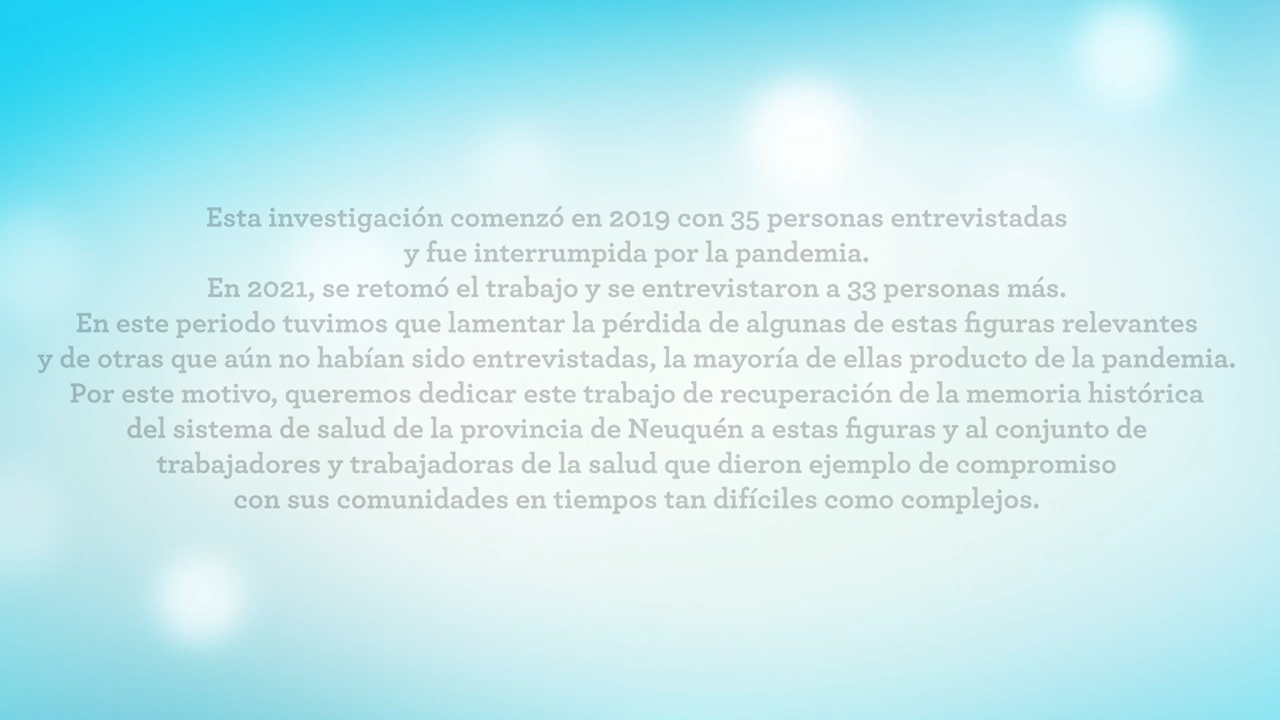 Esta investigación comenzó en 2019 con 35 personas entrevistadas
y fue interrumpida por la pandemia.
En 2021, se retomó el trabajo y se entrevistaron a 33 personas más.
En este periodo tuvimos que lamentar la pérdida de algunas de estas figuras relevantes
y de otras que aún no habían sido entrevistadas, la mayoría de ellas producto de la pandemia.
Por este motivo, queremos dedicar este trabajo de recuperación de la memoria histórica
del sistema de salud de la provincia de Neuquén a estas figuras y al conjunto de
trabajadores y trabajadoras de la salud que dieron ejemplo de compromiso
con sus comunidades en tiempos tan difíciles como complejos.